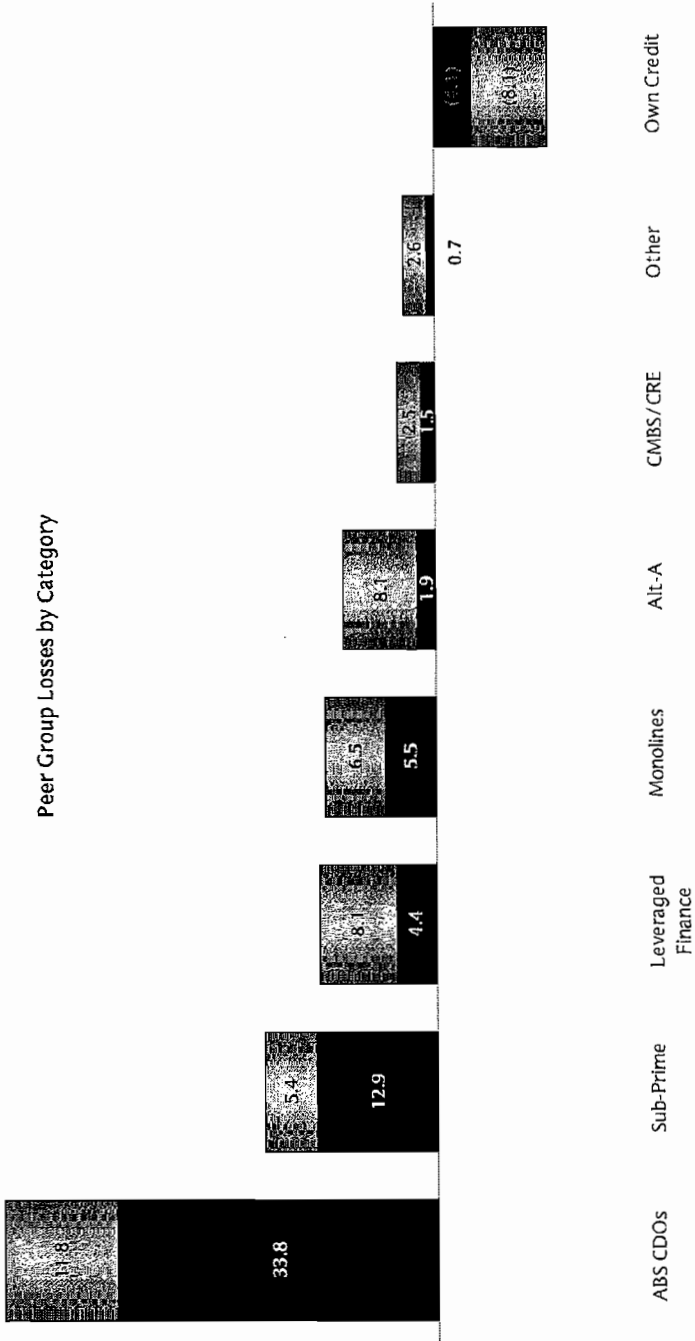 Peer Group Losses by Category
11.8
33.8
5.4
12.9
8.1
4.4
6.5
5.5
8.1
1.9
2.5
1.5
2.6
0.7
(8.1)
ABS CDOs
Sub-Prime
Leveraged
Finance
Monolines
Alt-A
CMBS/CRE
Other
Own Credit